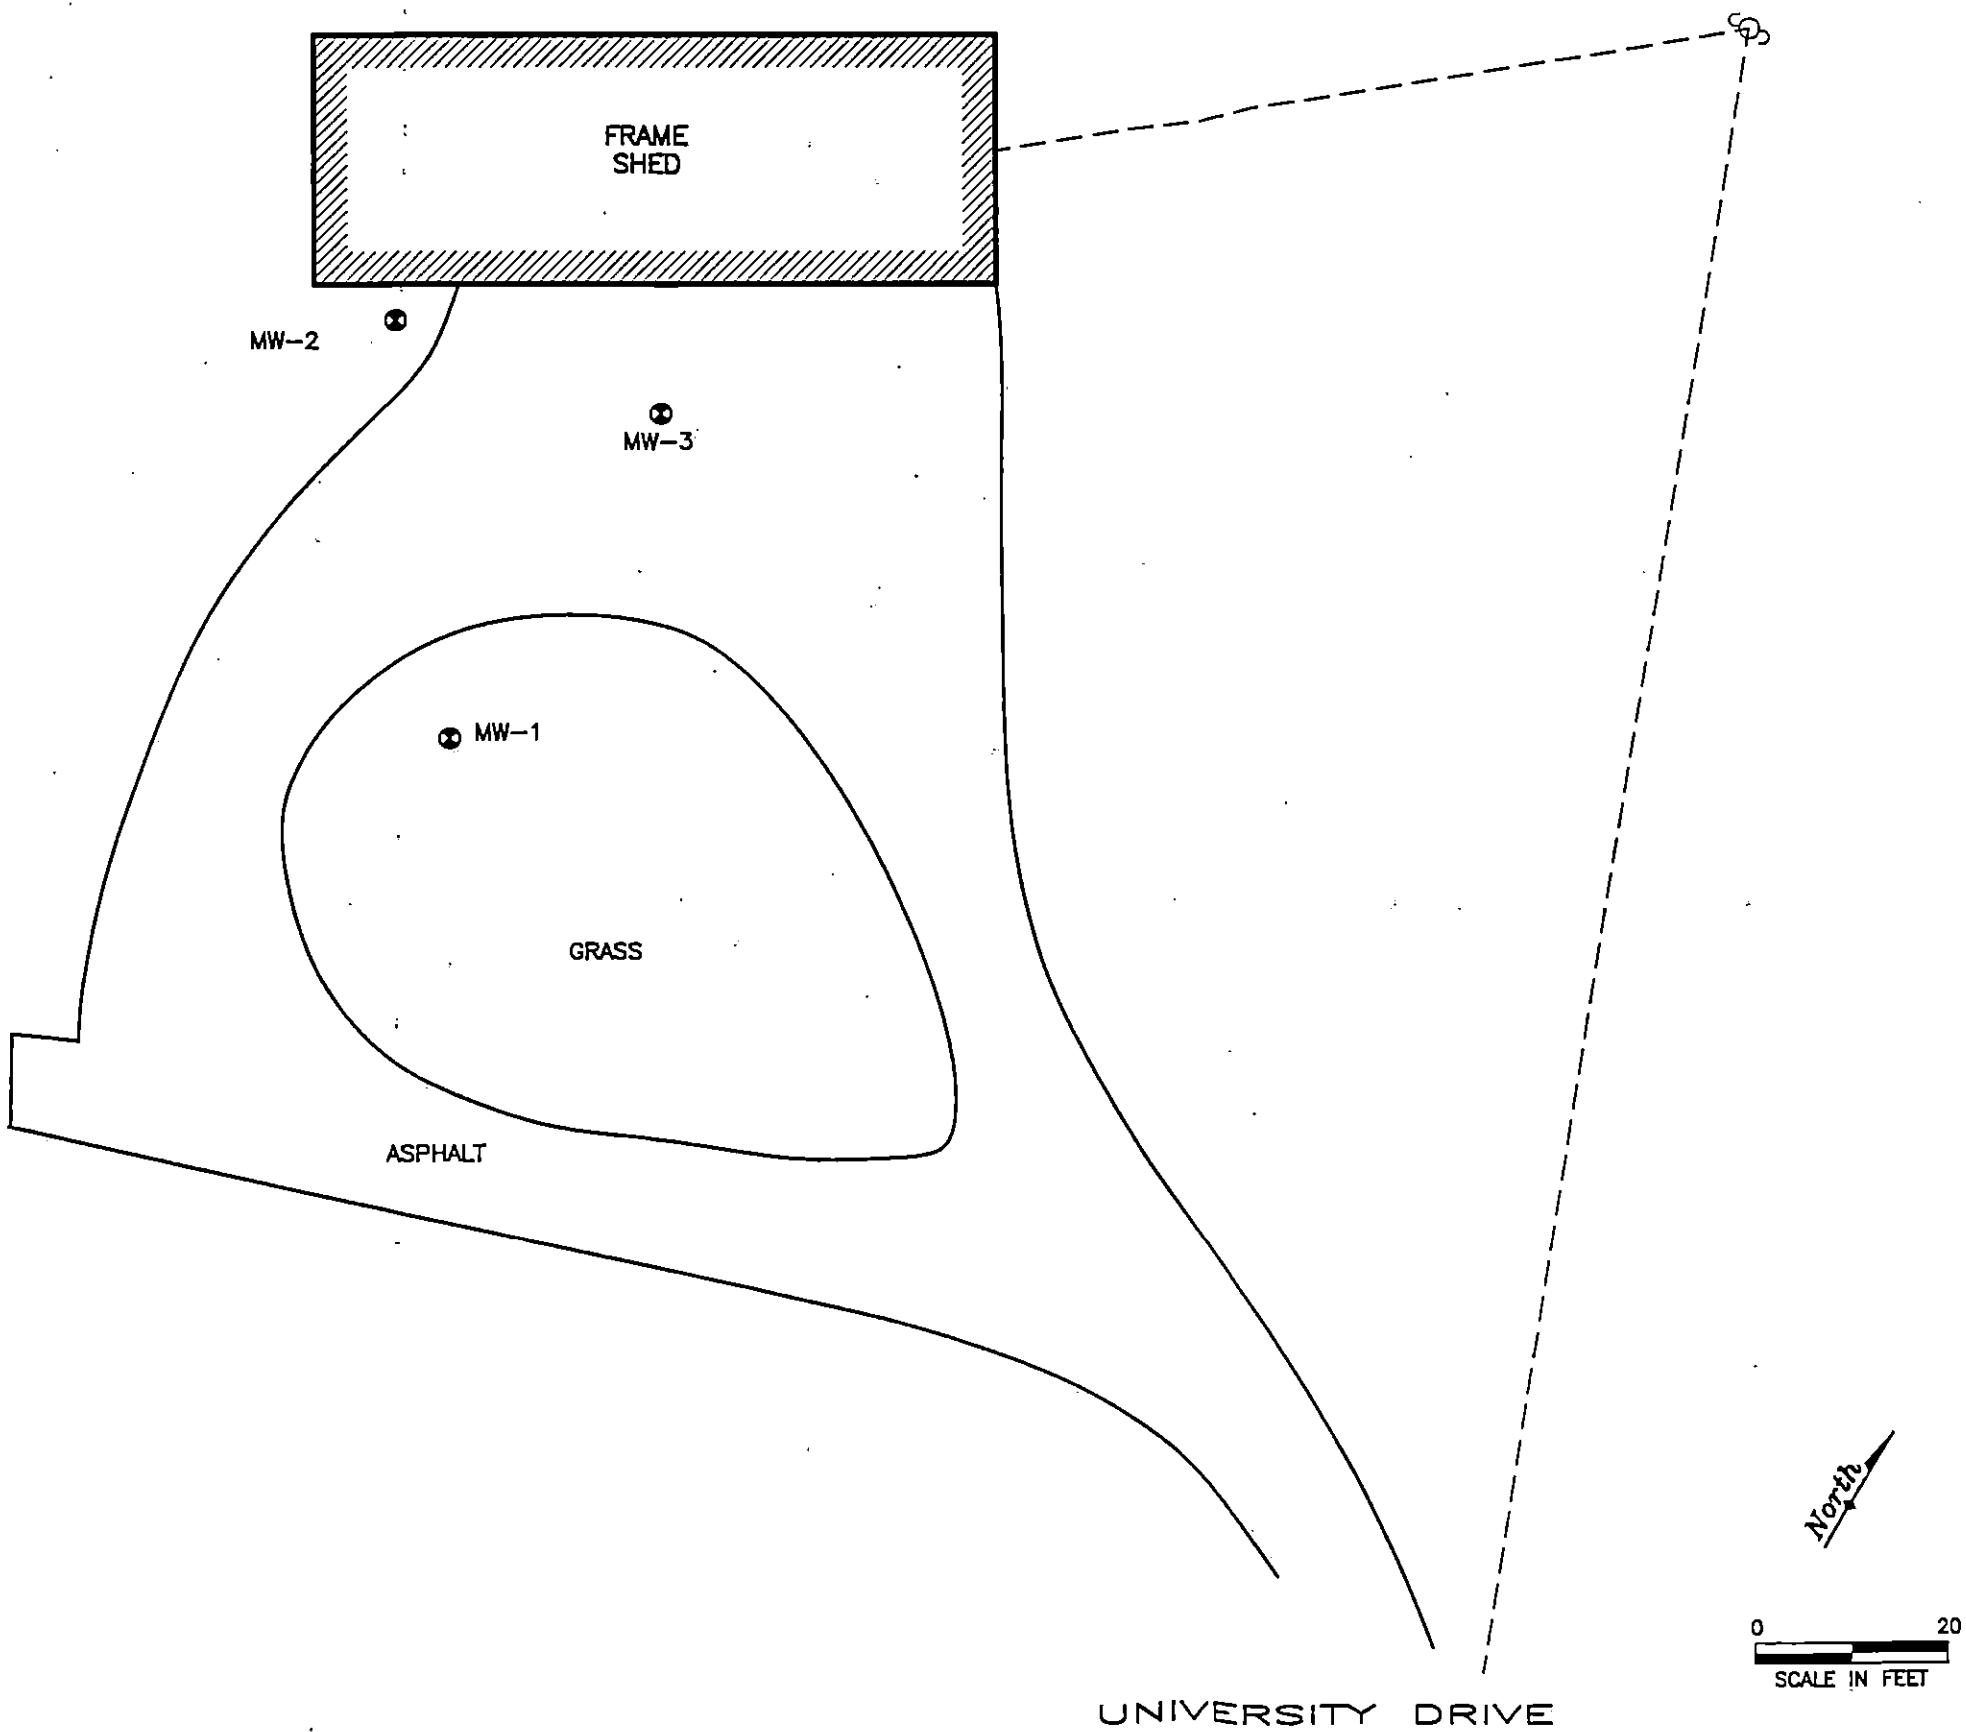 FRAME
SHED
MW-2
MW-3
MW-1
GRASS
ASPHALT
North
0 20
SCALE IN FEET
UNIVERSITY DRIVE